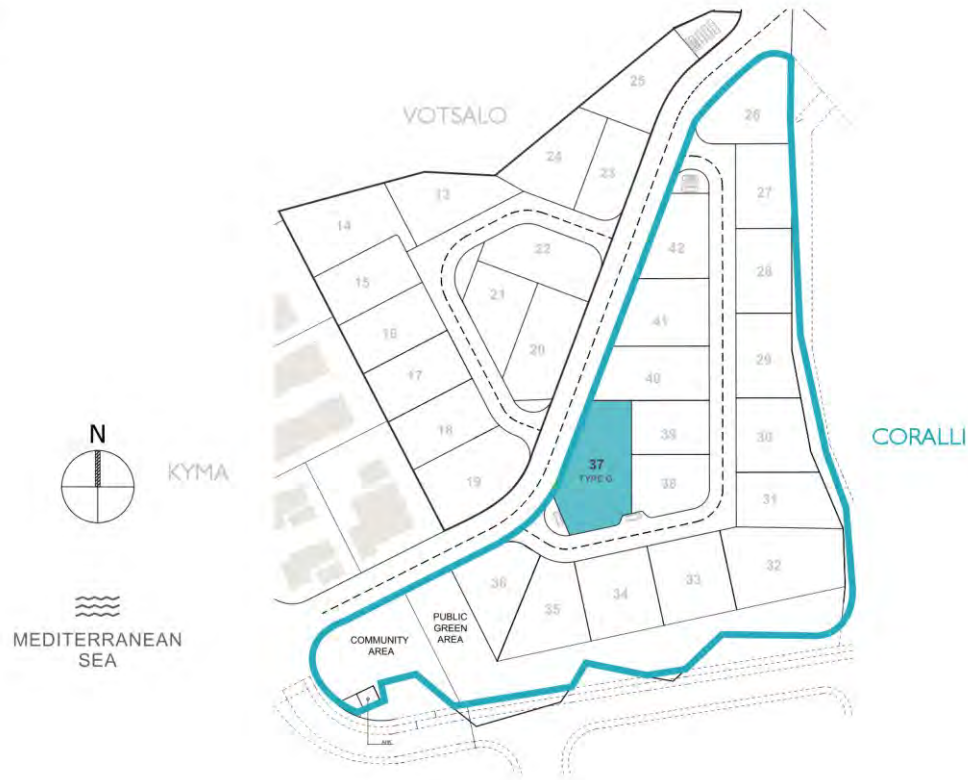 VOTSALO
25
24
23
26
13
14
22
27
42
15
21
28
16
41
20
29
17
40
18
39
30
CORALLI
N
KYMA
37
TYPE G
38
19
31
36
35
34
33
32
MEDITERRANEAN
SEA
COMMUNITY
AREA
PUBLIC
GREEN
AREA